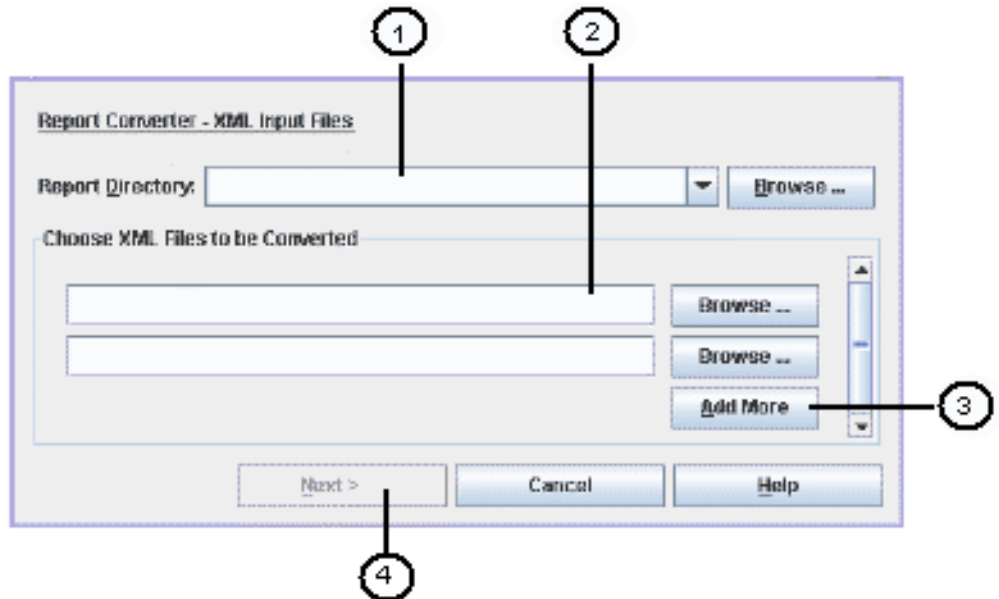 1
2
Report Converter - XML Input Files
Report Directory:
Browse ...
Choose XML Files to be Converted
Browse ...
Browse ...
Add More
3
Next >
Cancel
Help
4